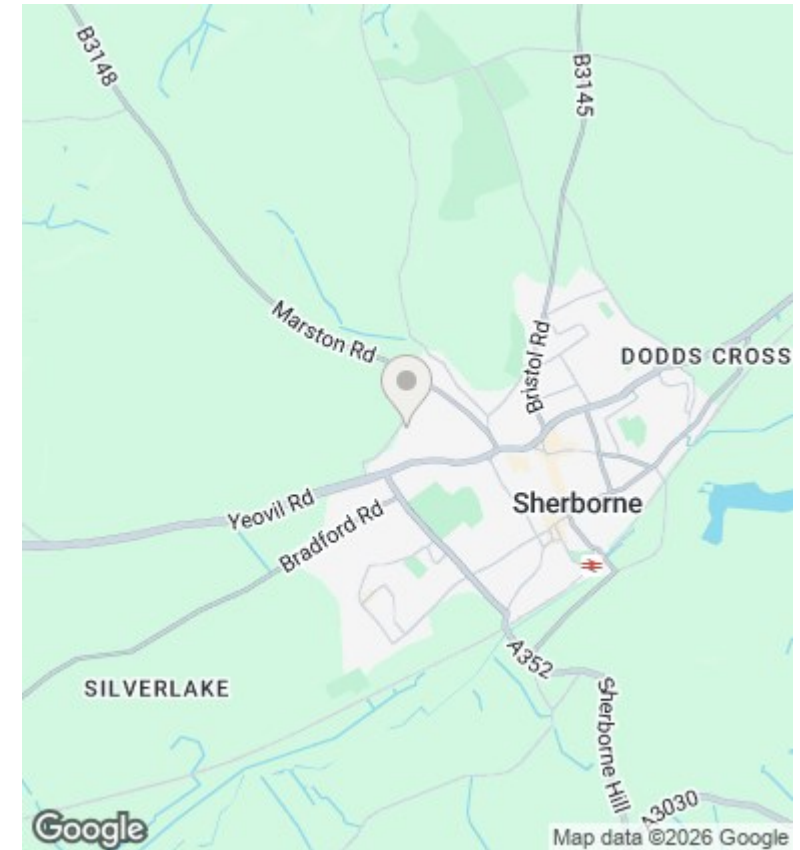 B3148
B3145
Marston Rd
Bristol Rd
DODDS CROSS
Yeovil Rd
Sherborne
Bradford Rd
A352
SILVERLAKE
Sherborne Hill
A3030
Google
Map data ©2026 Google